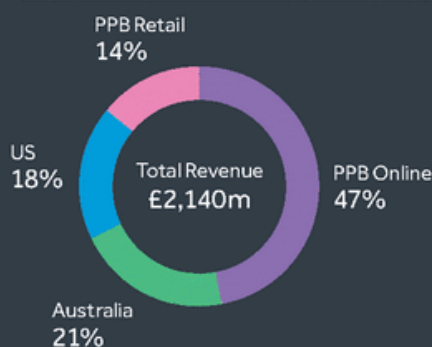 PPB Retail
14%
US
18%
Total Revenue
£2,140m
PPB Online
47%
Australia
21%